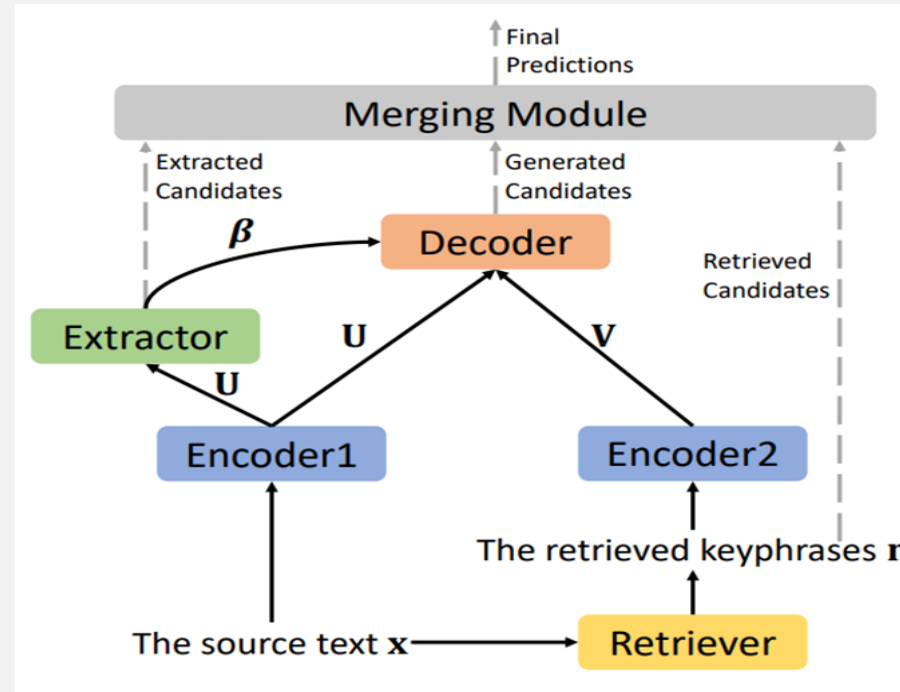 Final
Predictions
Merging Module
Extracted
Candidates
Generated
Candidates
β
Decoder
Retrieved
Candidates
Extractor
U
V
U
Encoder1
Encoder2
The retrieved keyphrases
The source text x
Retriever